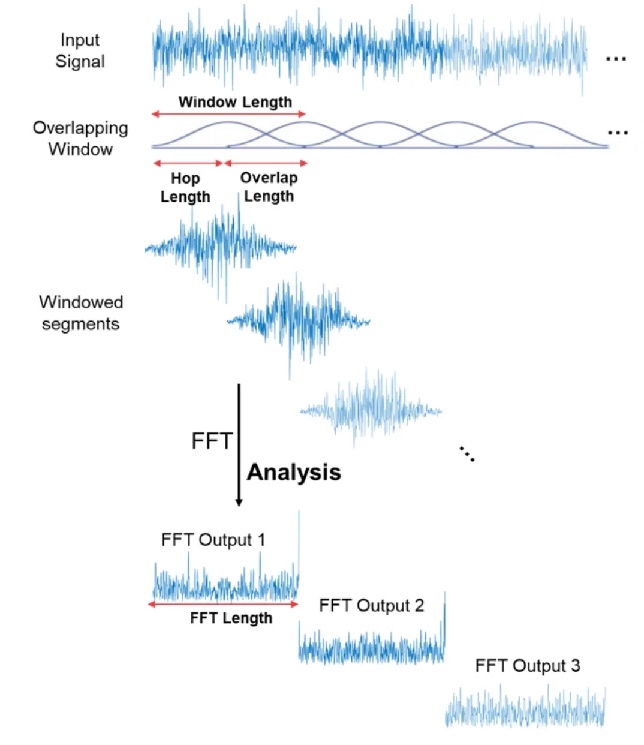 Input
Signal
...
Window Length
Overlapping
Window
...
Hop
Length
Overlap
Length
Windowed
segments
FFT
Analysis
...
FFT Output 1
FFT Length
FFT Output 2
FFT Output 3